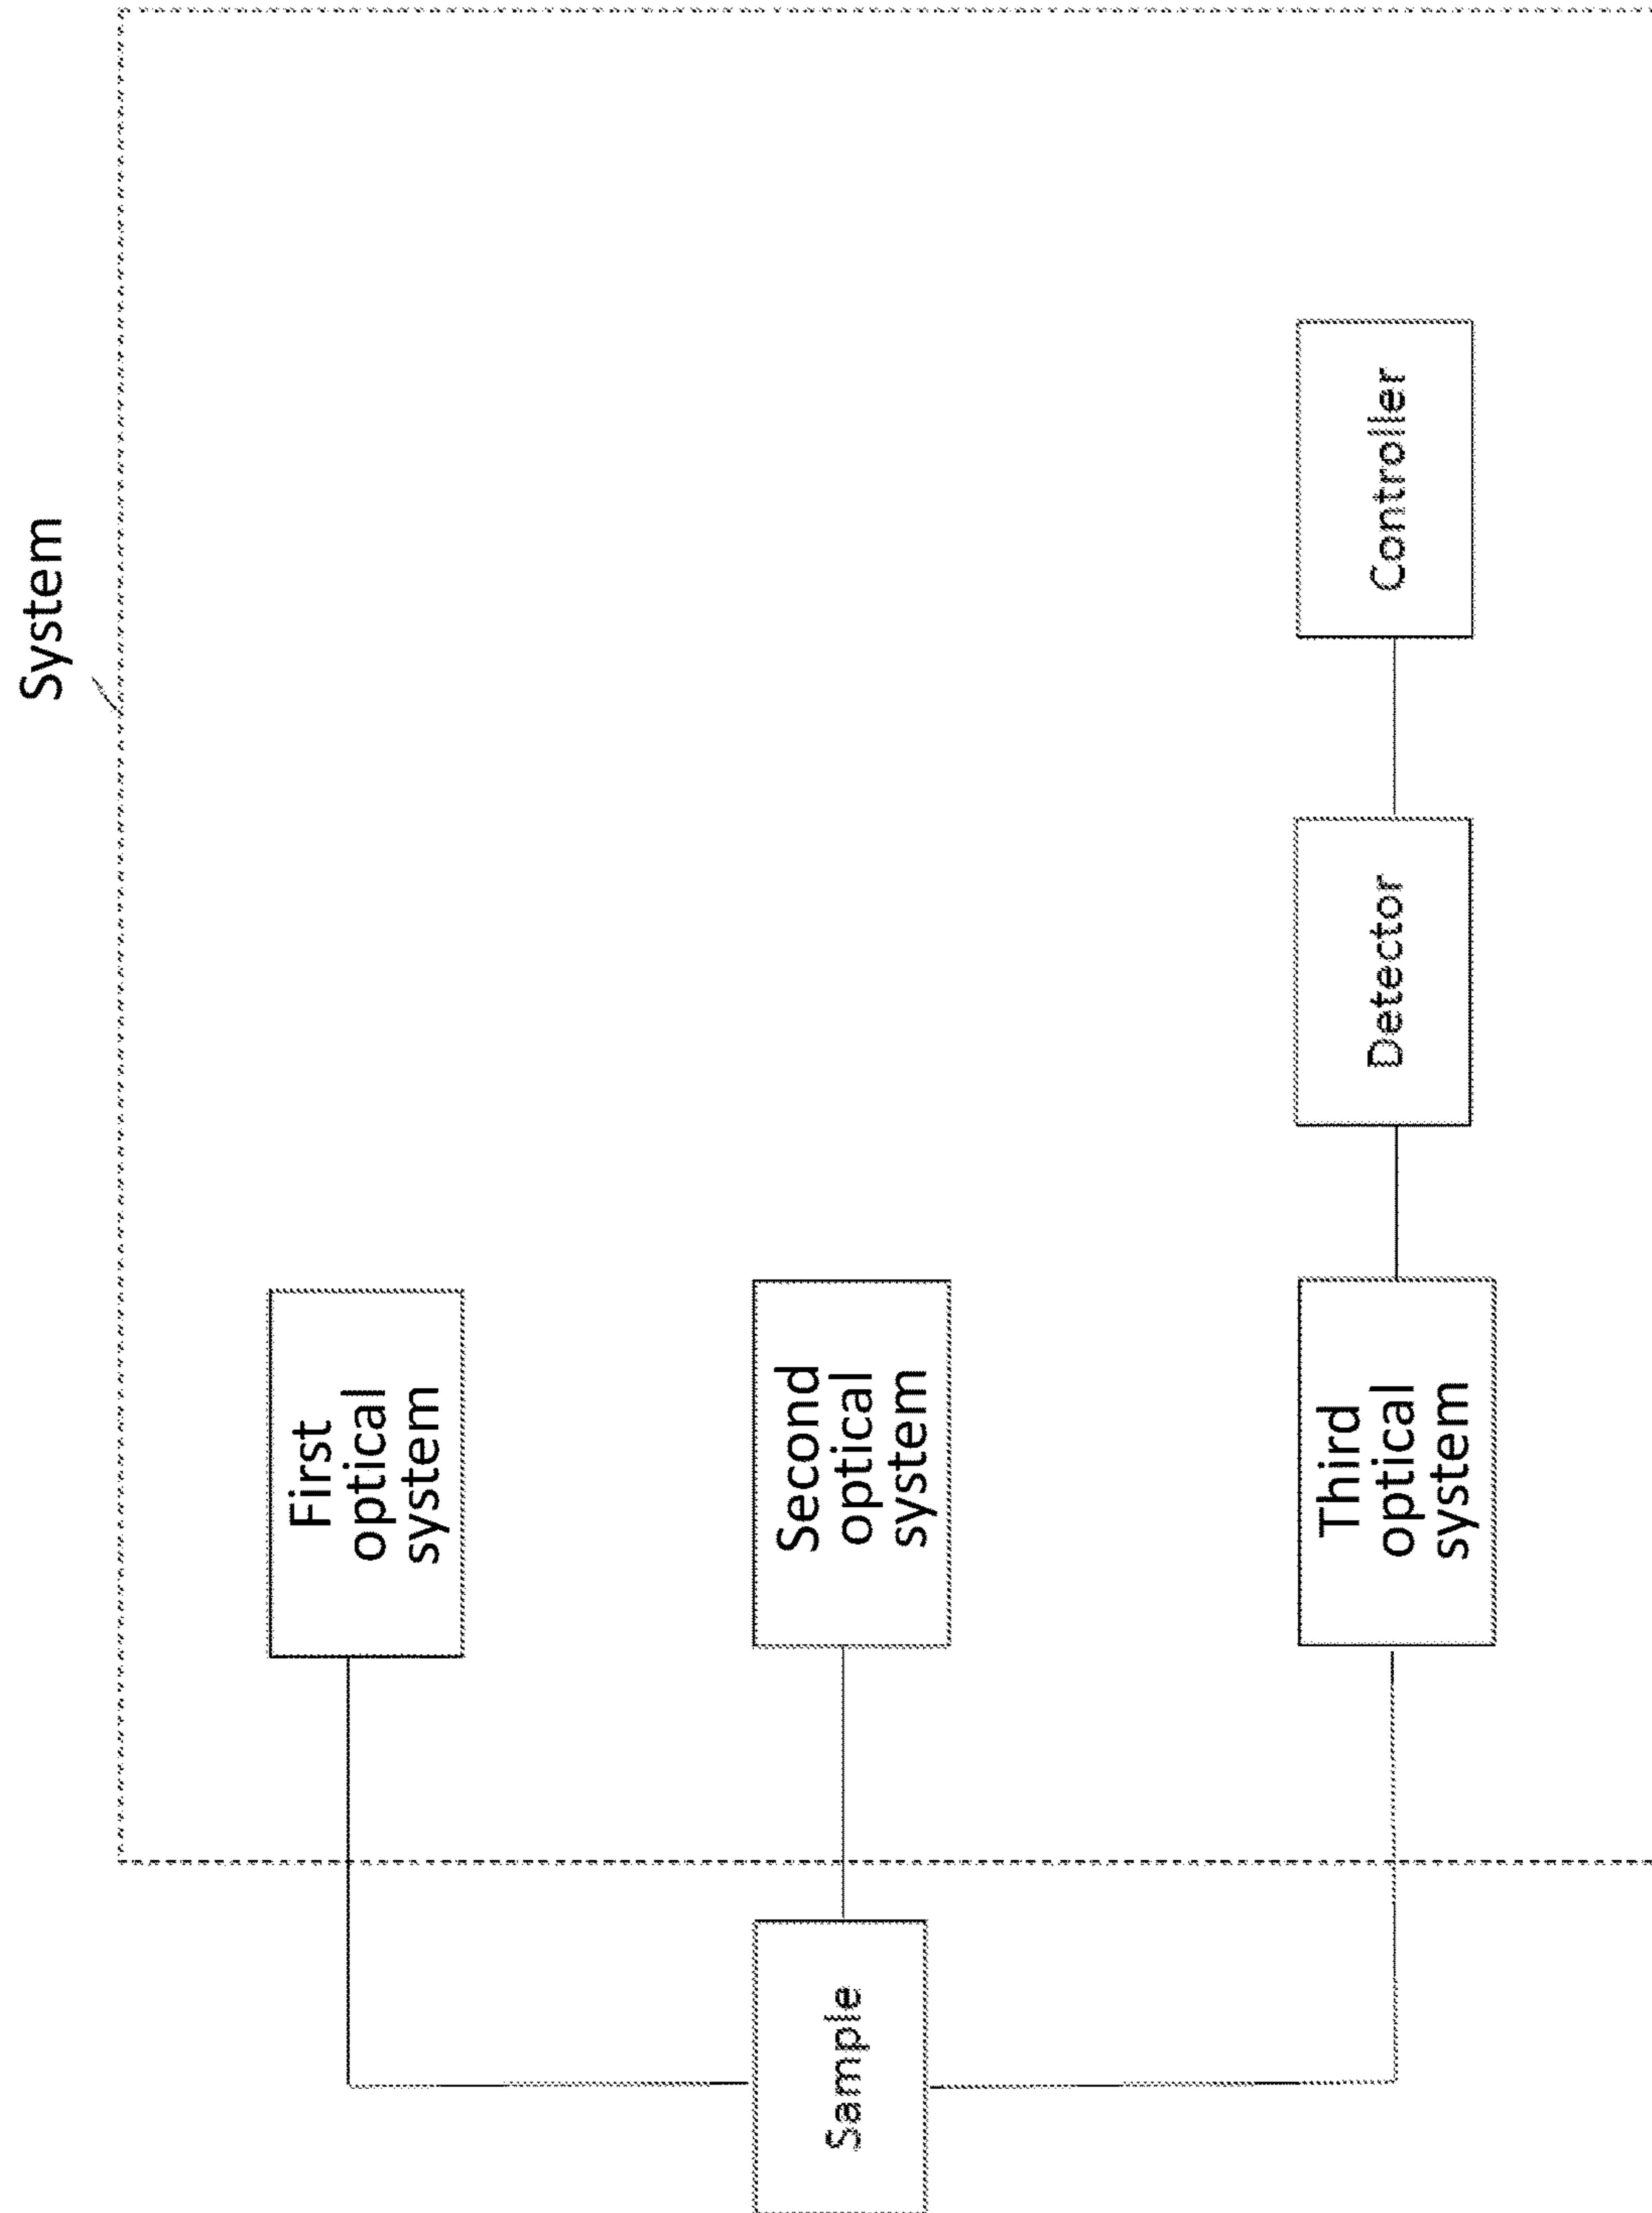 System
First
optical
system
Second
optical
system
Sample
Third
optical
system
Detector
Controller